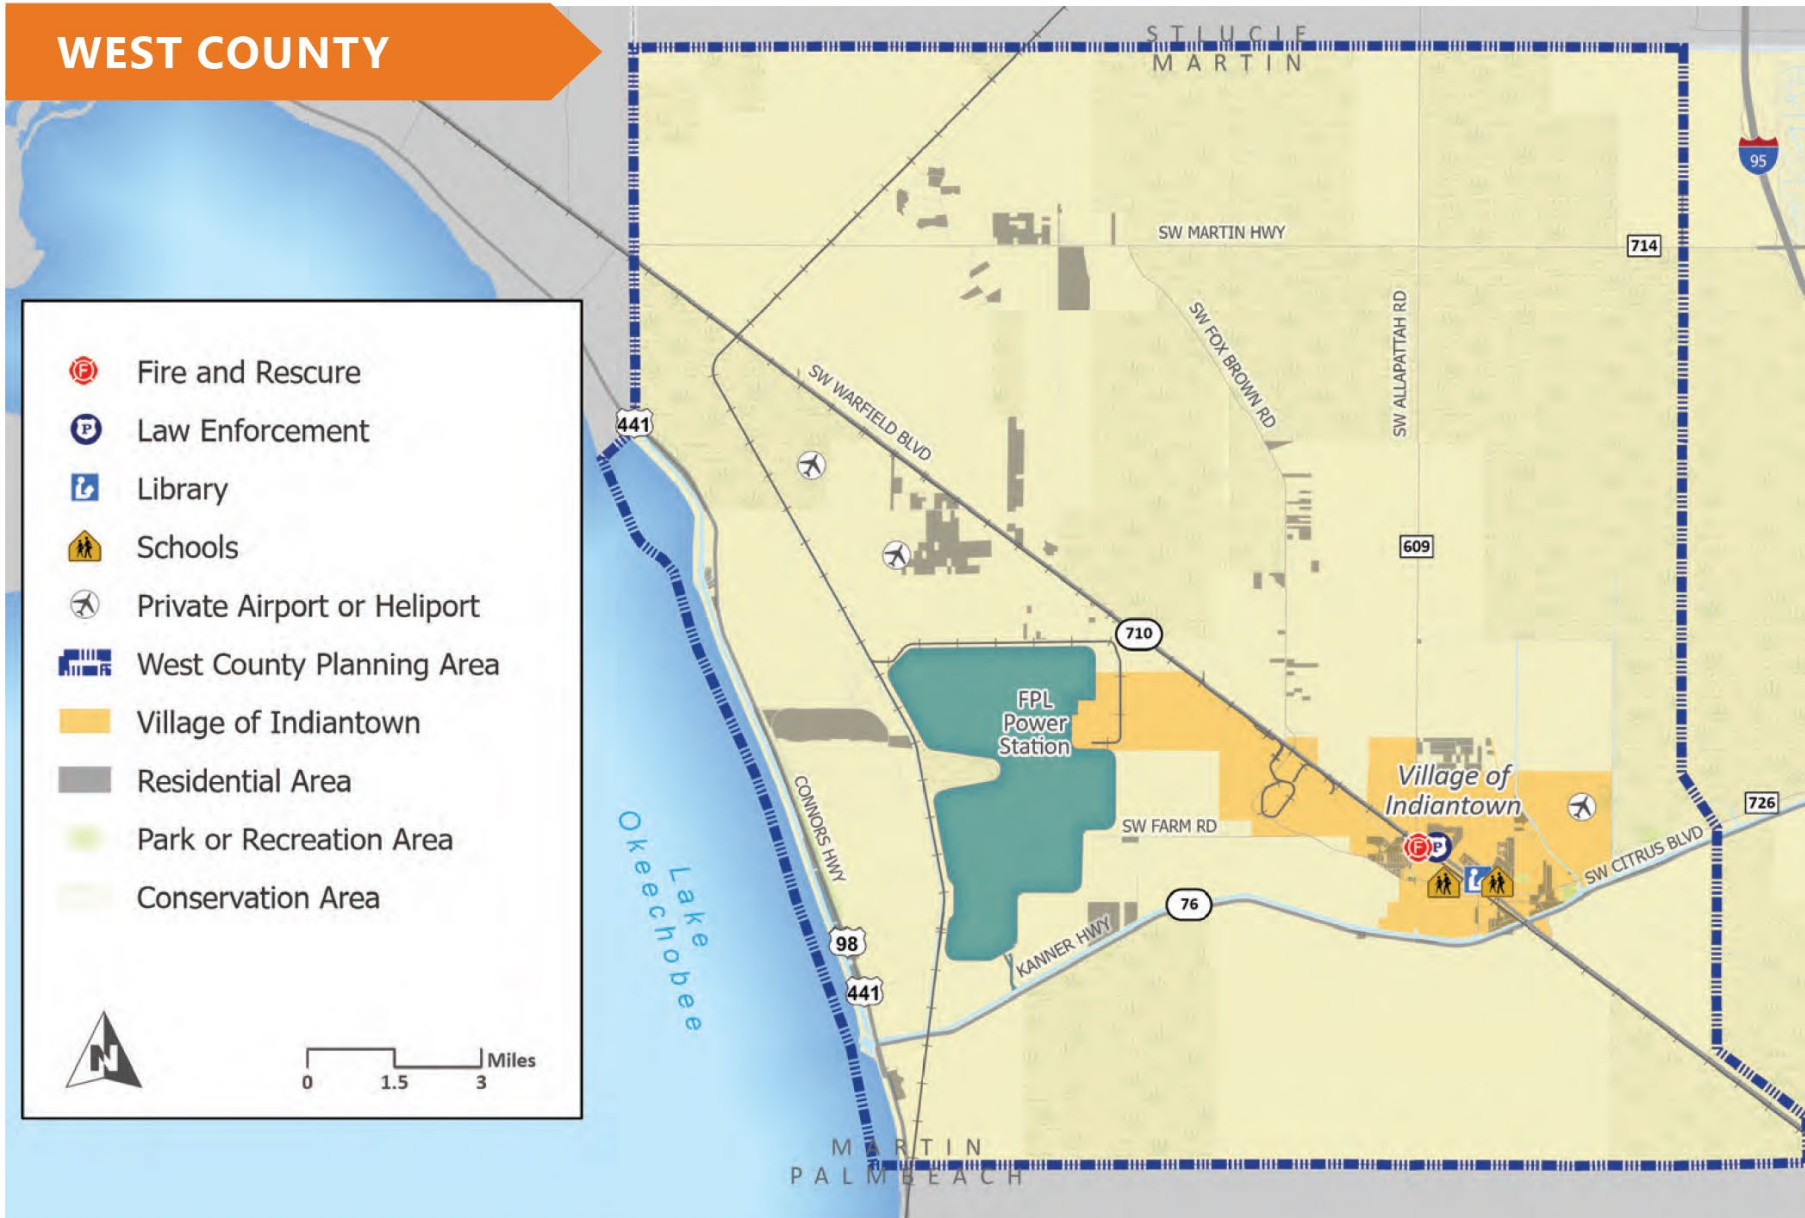 WEST COUNTY
ST LUCIE
MARTIN
95
SW MARTIN HWY
714
SW FOX BROWN RD
SW ALLAPATTAH RD
SW WARFIELD BLVD
441
609
710
FPL
Power
Station
Village of
Indiantown
726
SW FARM RD
SW CITRUS BLVD
F
P
CONNORS HWY
76
KANNER HWY
98
441
Lake
Okeechobee
MARTIN
PALM BEACH
F
Fire and Rescure
P
Law Enforcement
Library
Schools
Private Airport or Heliport
West County Planning Area
Village of Indiantown
Residential Area
Park or Recreation Area
Conservation Area
N
Miles
0 1.5 3